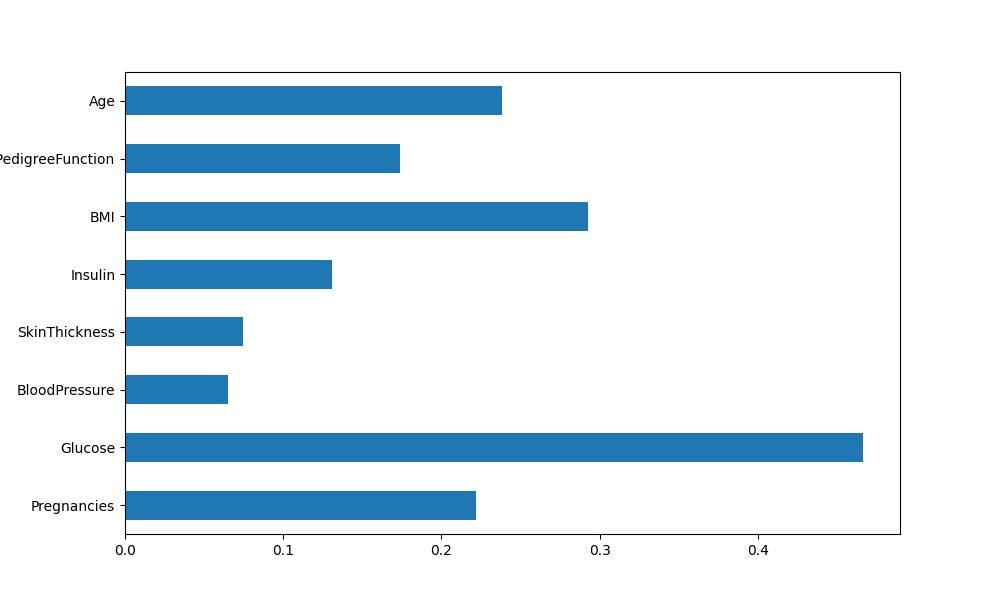 Age
PedigreeFunction
BMI
Insulin
SkinThickness
BloodPressure
Glucose
Pregnancies
0.0 0.1 0.2 0.3 0.4